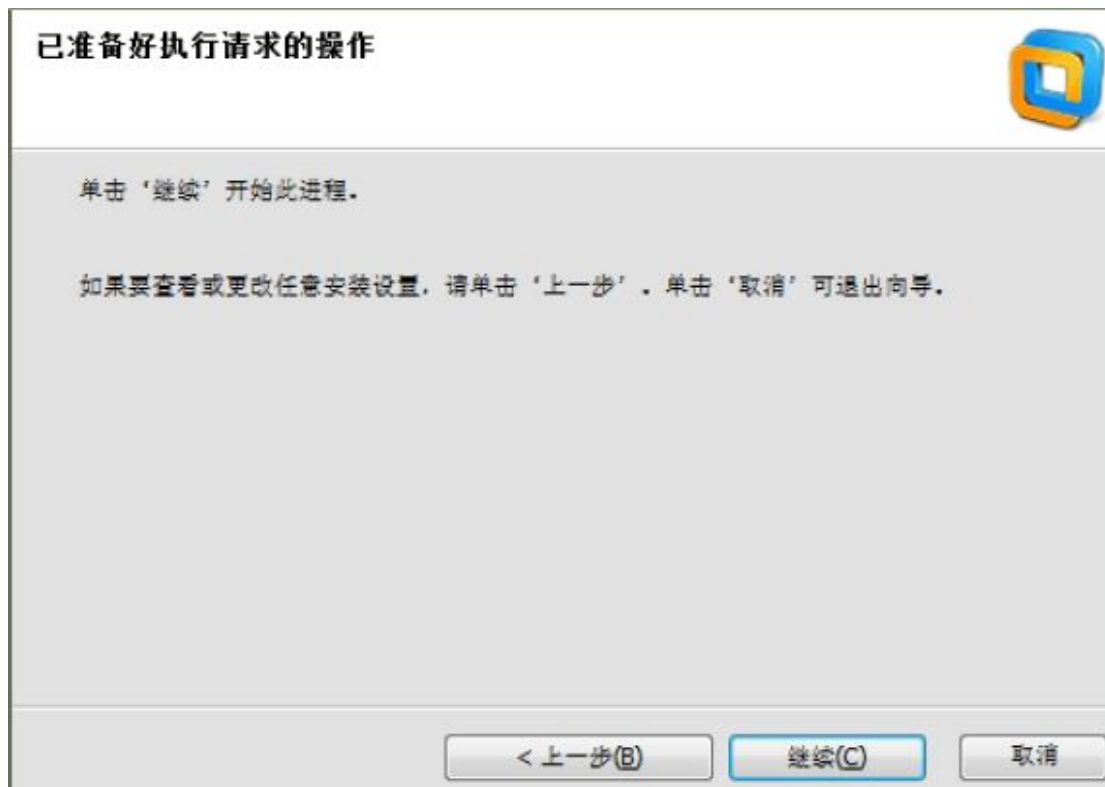 已准备好执行请求的操作
单击‘继续’开始此进程。
如果要查看或更改任意安装设置，请单击‘上一步’。单击‘取消’可退出向导。
< 上一步(B)
继续(C)
取消